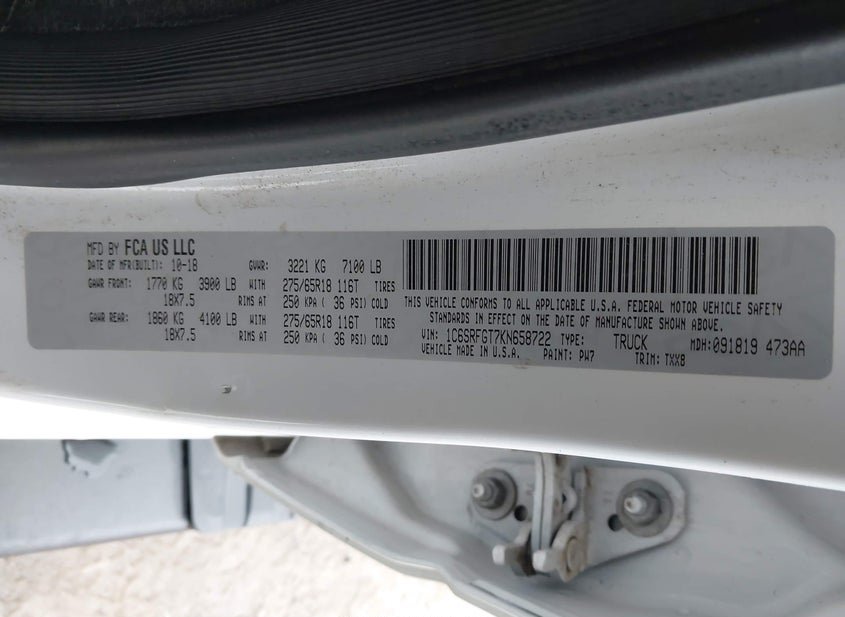 MFD BY FCA US LLC
DATE OF MFR(BUILT): 10-18 GVWR: 3221 KG 7100 LB
GAWR FRONT: 1770 KG 3900 LB WITH 275/65R18 116T TIRES
18X7.5 RIMS AT 250 KPA ( 36 PSI) COLD
GAWR REAR: 1860 KG 4100 LB WITH 275/65R18 116T TIRES
18X7.5 RIMS AT 250 KPA ( 36 PSI) COLD
THIS VEHICLE CONFORMS TO ALL APPLICABLE U.S.A. FEDERAL MOTOR VEHICLE SAFETY
STANDARDS IN EFFECT ON THE DATE OF MANUFACTURE SHOWN ABOVE.
VIN: 1C6SRFGT7KN658722 TYPE: TRUCK MDH: 091819 473AA
VEHICLE MADE IN U.S.A. PAINT: PW7 TRIM: TXX8